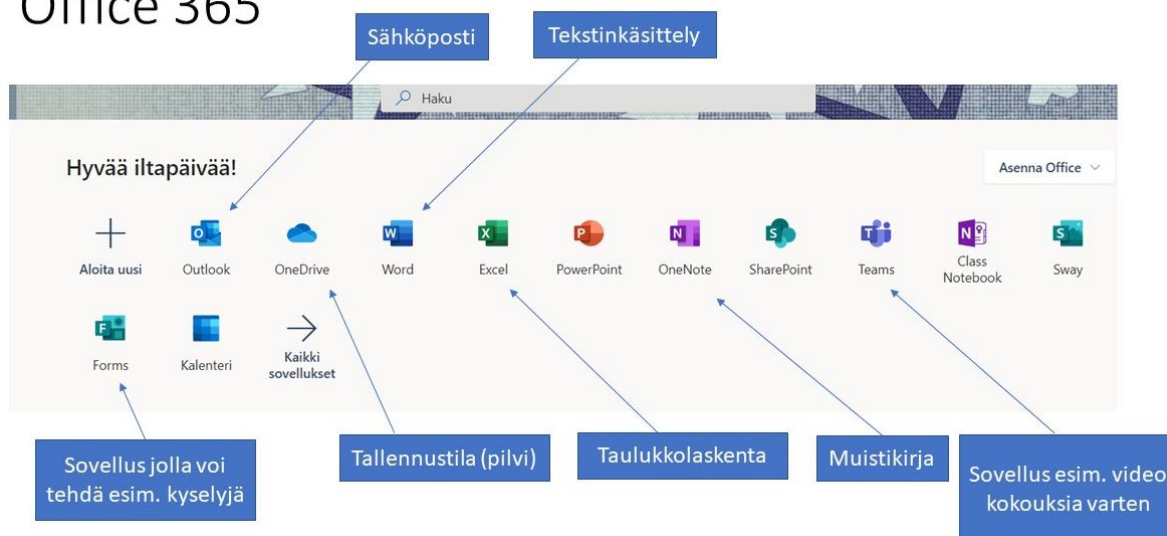 Office 365
Sähköposti
Tekstinkäsittely
Haku
Hyvää iltapäivää!
Asenna Office
Aloita uusi
Outlook
OneDrive
Word
Excel
PowerPoint
OneNote
SharePoint
Teams
Class
Notebook
Sway
Forms
Kalenteri
Kaikki
sovellukset
Sovellus jolla voi
tehdä esim. kyselyjä
Tallennustila (pilvi)
Taulukkolaskenta
Muistikirja
Sovellus esim. video
kokouksia varten